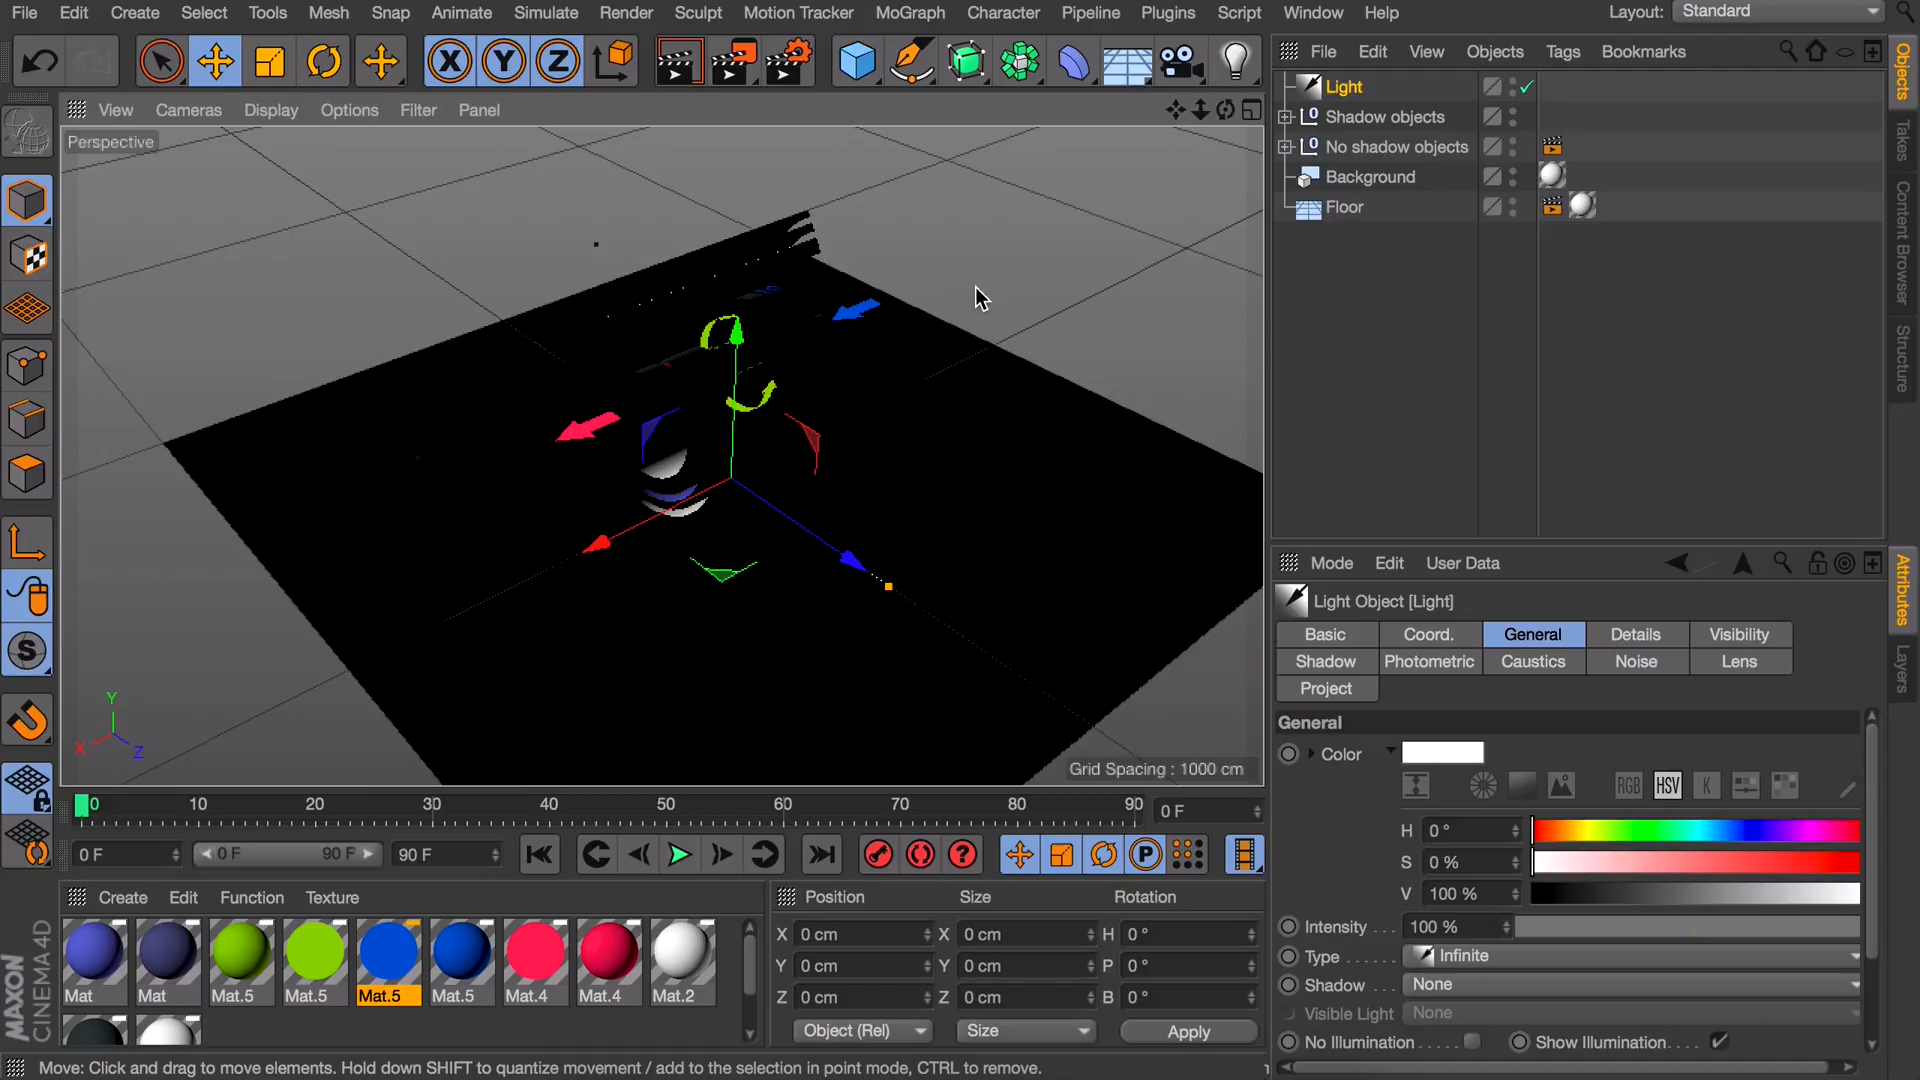 File Edit Create Select Tools Mesh Snap Animate Simulate Render Sculpt Motion Tracker MoGraph Character Pipeline Plugins Script Window Help Layout: Standard
File Edit View Objects Tags Bookmarks
View Cameras Display Options Filter Panel
Perspective
Light
Shadow objects
No shadow objects
Background
Floor
Objects
Takes
Content Browser
Structure
Grid Spacing : 1000 cm
Y
X
Z
Mode Edit User Data
Light Object [Light]
Basic Coord. General Details Visibility
Shadow Photometric Caustics Noise Lens
Project
General
Color
RGB HSV K
H 0 °
S 0 %
V 100 %
Intensity . . . 100 %
Type . . . . . . Infinite
Shadow . . . None
Visible Light None
No Illumination . . . . . Show Illumination . . . .
Attributes
Layers
0 10 20 30 40 50 60 70 80 90 0 F
0 F 0 F 90 F 90 F
Create Edit Function Texture
Mat Mat Mat.5 Mat.5 Mat.5 Mat.5 Mat.4 Mat.4 Mat.2
Position Size Rotation
X 0 cm X 0 cm H 0 °
Y 0 cm Y 0 cm P 0 °
Z 0 cm Z 0 cm B 0 °
Object (Rel) Size Apply
MAXON
CINEMA 4D
Move: Click and drag to move elements. Hold down SHIFT to quantize movement / add to the selection in point mode, CTRL to remove.